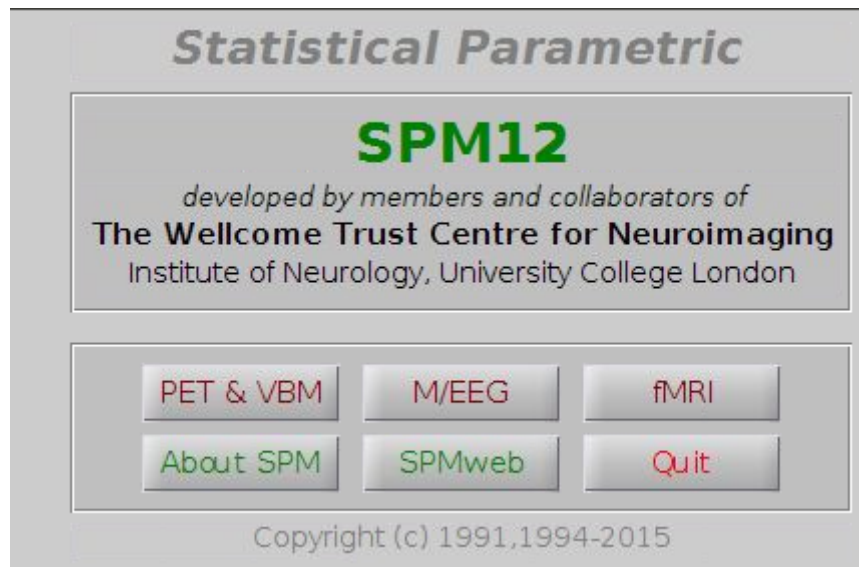 Statistical Parametric
SPM12
developed by members and collaborators of
The Wellcome Trust Centre for Neuroimaging
Institute of Neurology, University College London
PET & VBM M/EEG fMRI
About SPM SPMweb Quit
Copyright (c) 1991,1994-2015